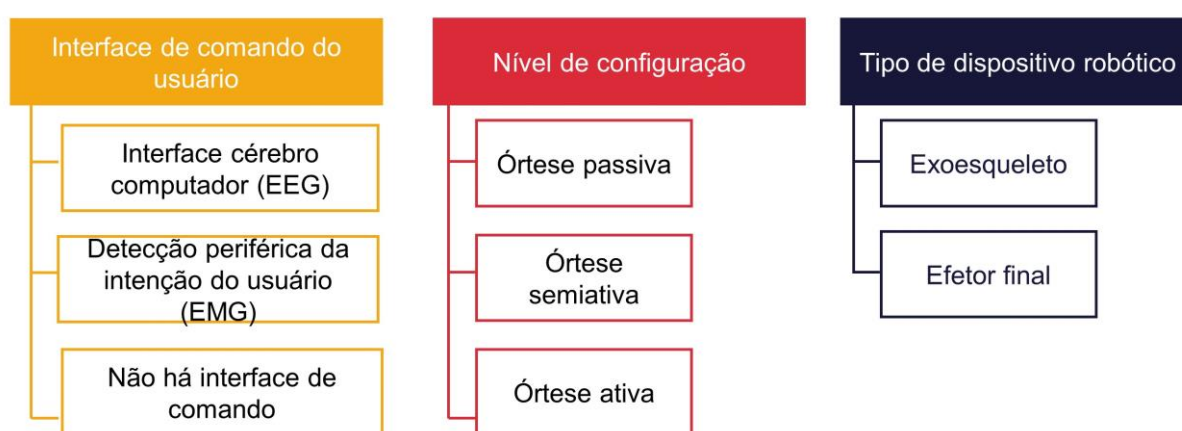 Interface de comando do
usuário
Interface cérebro
computador (EEG)
Detecção periférica da
intenção do usuário
(EMG)
Não há interface de
comando
Nível de configuração
Órtese passiva
Órtese
semiativa
Órtese ativa
Tipo de dispositivo robótico
Exoesqueleto
Efetor final